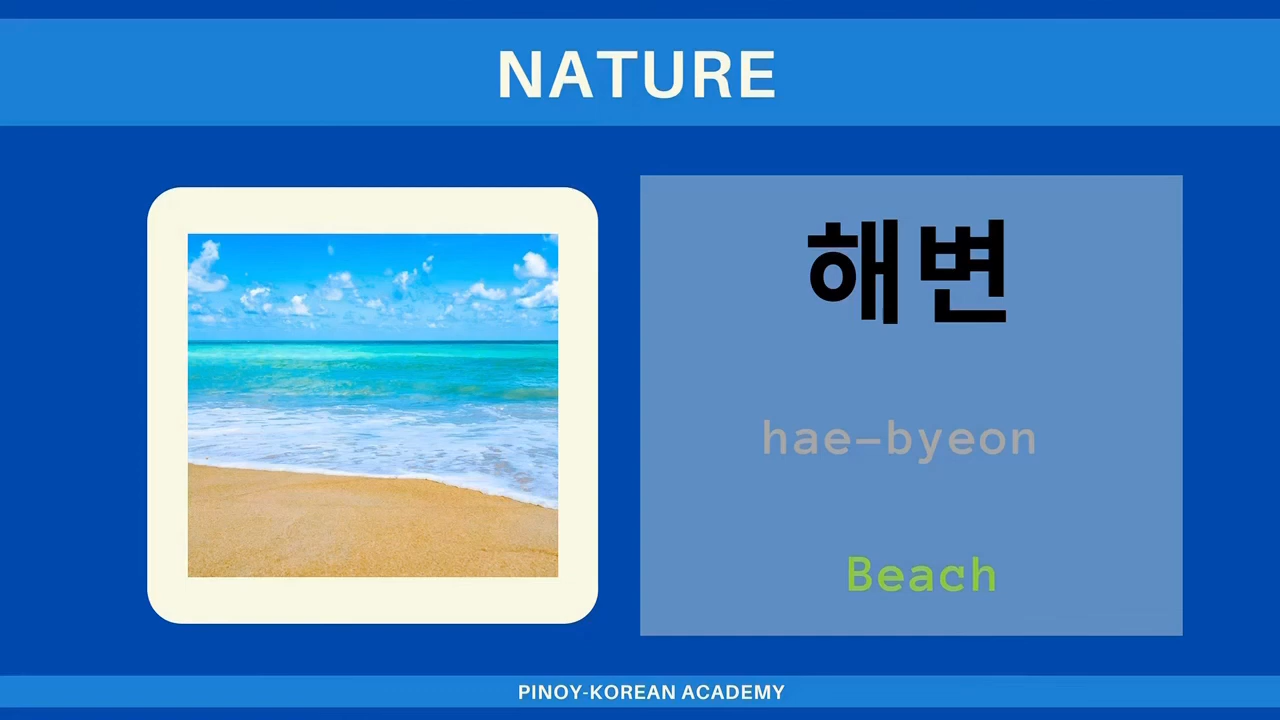 NATURE
해변
hae-byeon
Beach
PINOY-KOREAN ACADEMY